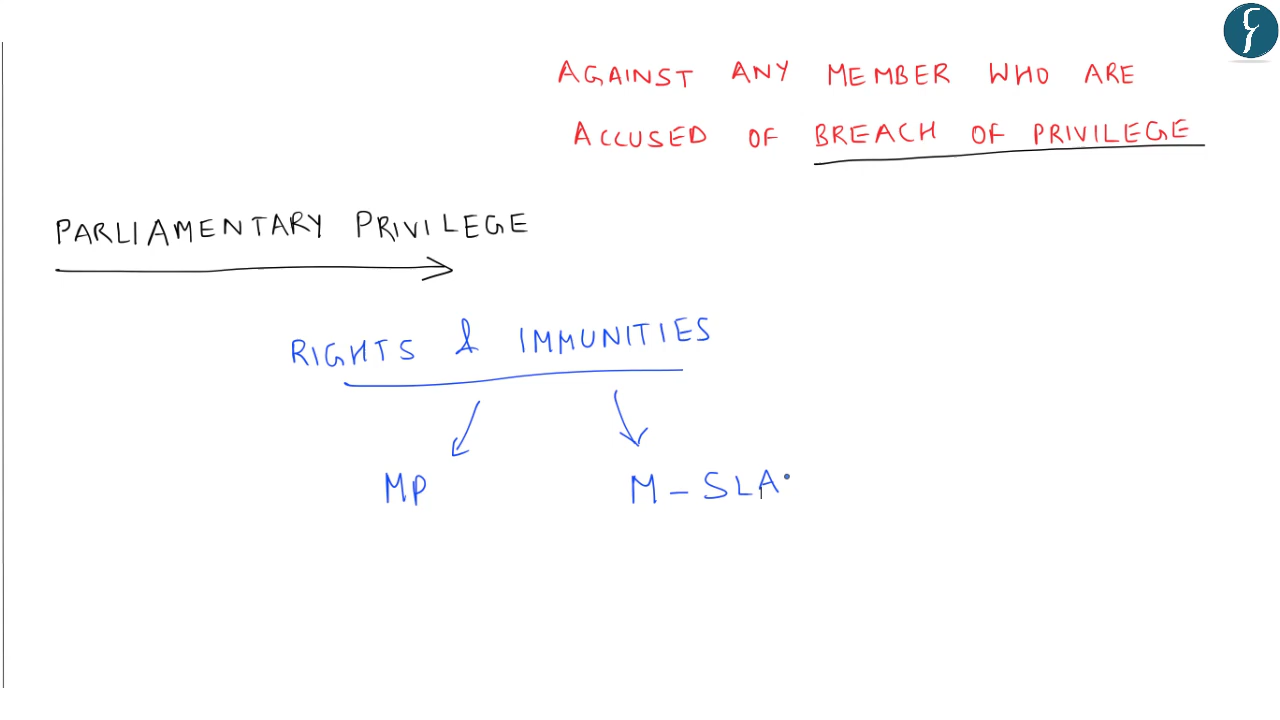 AGAINST ANY MEMBER WHO ARE
ACCUSED OF BREACH OF PRIVILEGE
PARLIAMENTARY PRIVILEGE
RIGHTS & IMMUNITIES
MP M-SLA